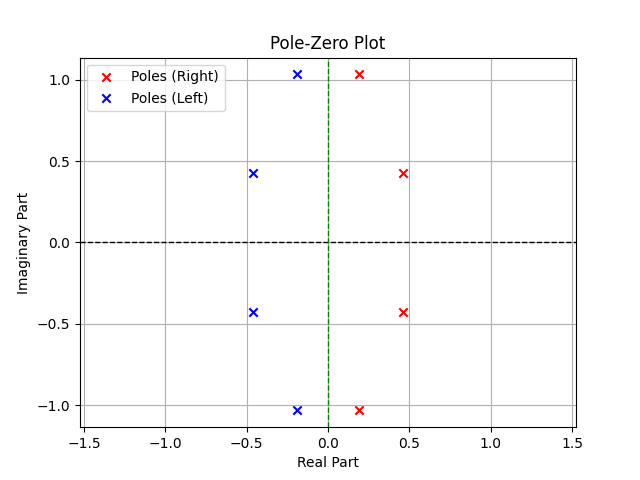 Pole-Zero Plot
Poles (Right)
Poles (Left)
1.0
0.5
0.0
−0.5
−1.0
Imaginary Part
−1.5
−1.0
−0.5
0.0
0.5
1.0
1.5
Real Part